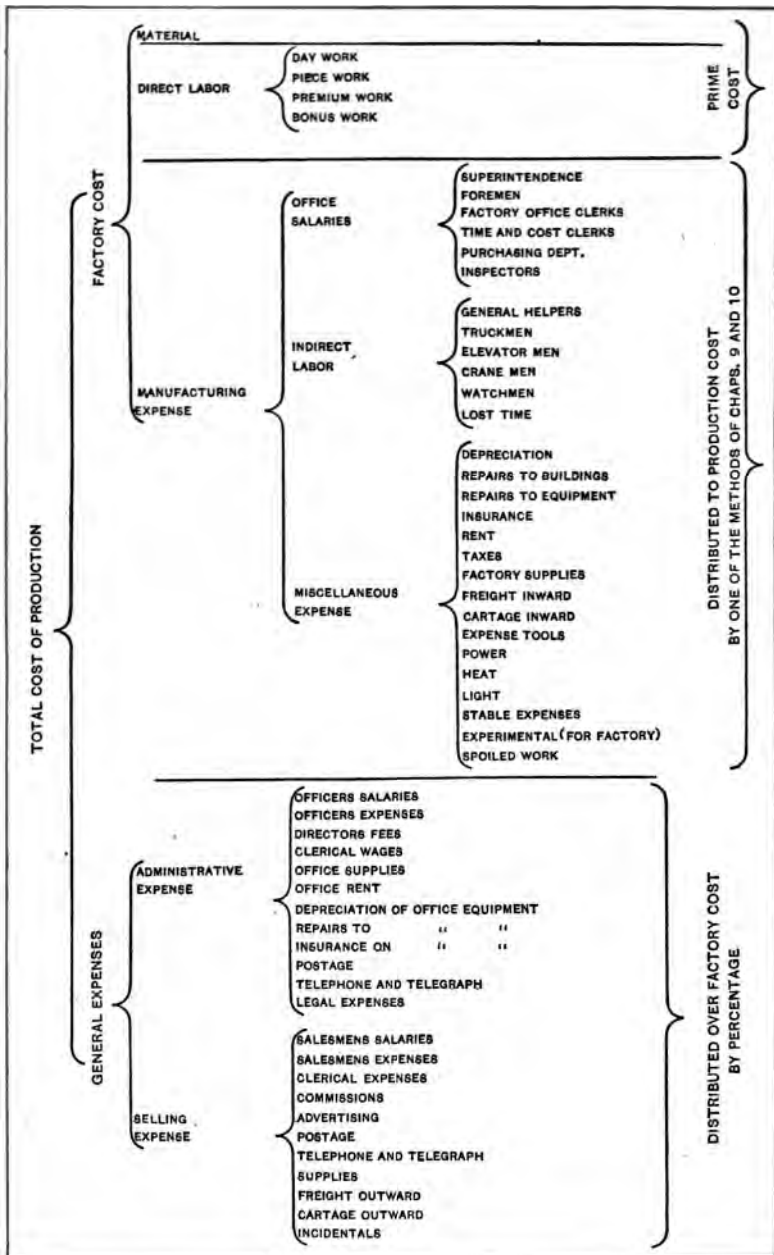 TOTAL COST OF PRODUCTION
FACTORY COST
MATERIAL
DIRECT LABOR
DAY WORK
PIECE WORK
PREMIUM WORK
BONUS WORK
PRIME
COST
MANUFACTURING
EXPENSE
OFFICE
SALARIES
SUPERINTENDENCE
FOREMEN
FACTORY OFFICE CLERKS
TIME AND COST CLERKS
PURCHASING DEPT.
INSPECTORS
INDIRECT
LABOR
GENERAL HELPERS
TRUCKMEN
ELEVATOR MEN
CRANE MEN
WATCHMEN
LOST TIME
MISCELLANEOUS
EXPENSE
DEPRECIATION
REPAIRS TO BUILDINGS
REPAIRS TO EQUIPMENT
INSURANCE
RENT
TAXES
FACTORY SUPPLIES
FREIGHT INWARD
CARTAGE INWARD
EXPENSE TOOLS
POWER
HEAT
LIGHT
STABLE EXPENSES
EXPERIMENTAL (FOR FACTORY)
SPOILED WORK
DISTRIBUTED TO PRODUCTION COST
BY ONE OF THE METHODS OF CHAPS. 9 AND 10
GENERAL EXPENSES
ADMINISTRATIVE
EXPENSE
OFFICERS SALARIES
OFFICERS EXPENSES
DIRECTORS FEES
CLERICAL WAGES
OFFICE SUPPLIES
OFFICE RENT
DEPRECIATION OF OFFICE EQUIPMENT
REPAIRS TO " "
INSURANCE ON " "
POSTAGE
TELEPHONE AND TELEGRAPH
LEGAL EXPENSES
SELLING
EXPENSE
SALESMENS SALARIES
SALESMENS EXPENSES
CLERICAL EXPENSES
COMMISSIONS
ADVERTISING
POSTAGE
TELEPHONE AND TELEGRAPH
SUPPLIES
FREIGHT OUTWARD
CARTAGE OUTWARD
INCIDENTALS
DISTRIBUTED OVER FACTORY COST
BY PERCENTAGE